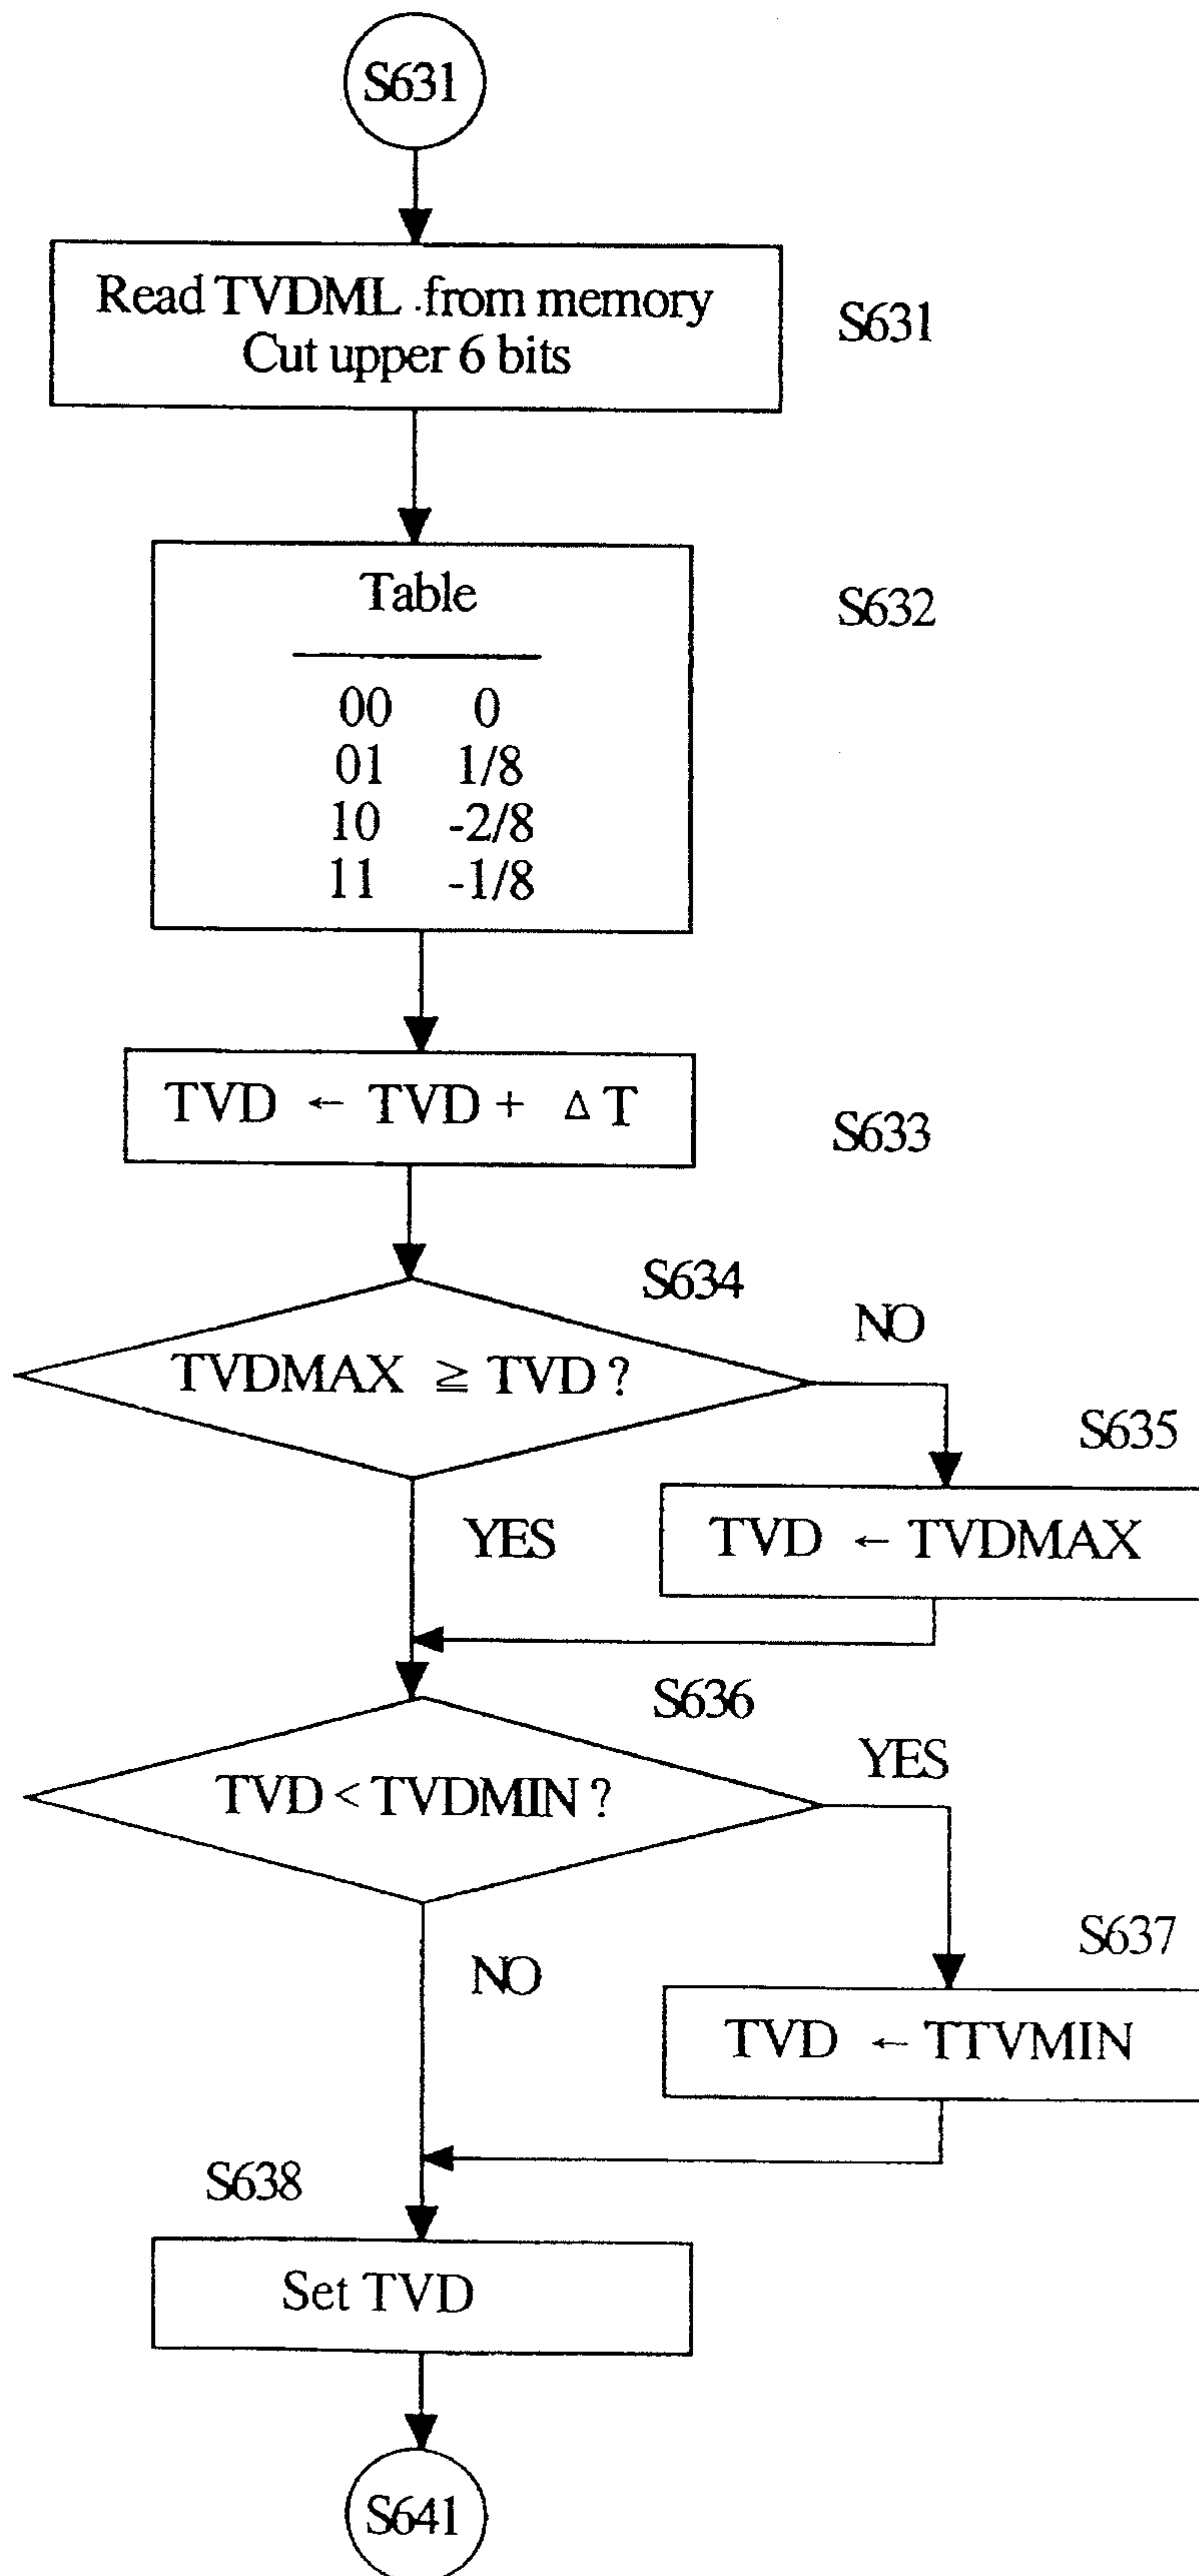 S631
Read TVDML from memory
Cut upper 6 bits
S631
Table
S632
00 0
01 1/8
10 -2/8
11 -1/8
TVD ← TVD + Δ T
S633
S634
NO
TVDMAX ≧ TVD ?
S635
YES
TVD ← TVDMAX
S636
YES
TVD < TVDMIN ?
S637
NO
TVD ← TTVMIN
S638
Set TVD
S641